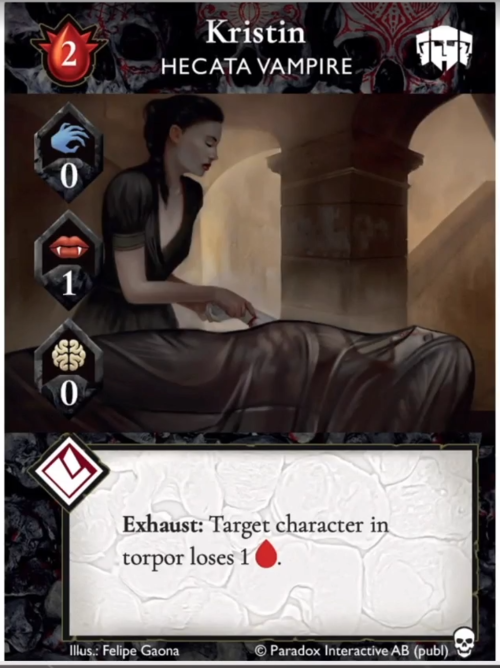 2
Kristin
HECATA VAMPIRE
0
1
0
Exhaust: Target character in
torpor loses 1.
Illus.: Felipe Gaona © Paradox Interactive AB (publ)